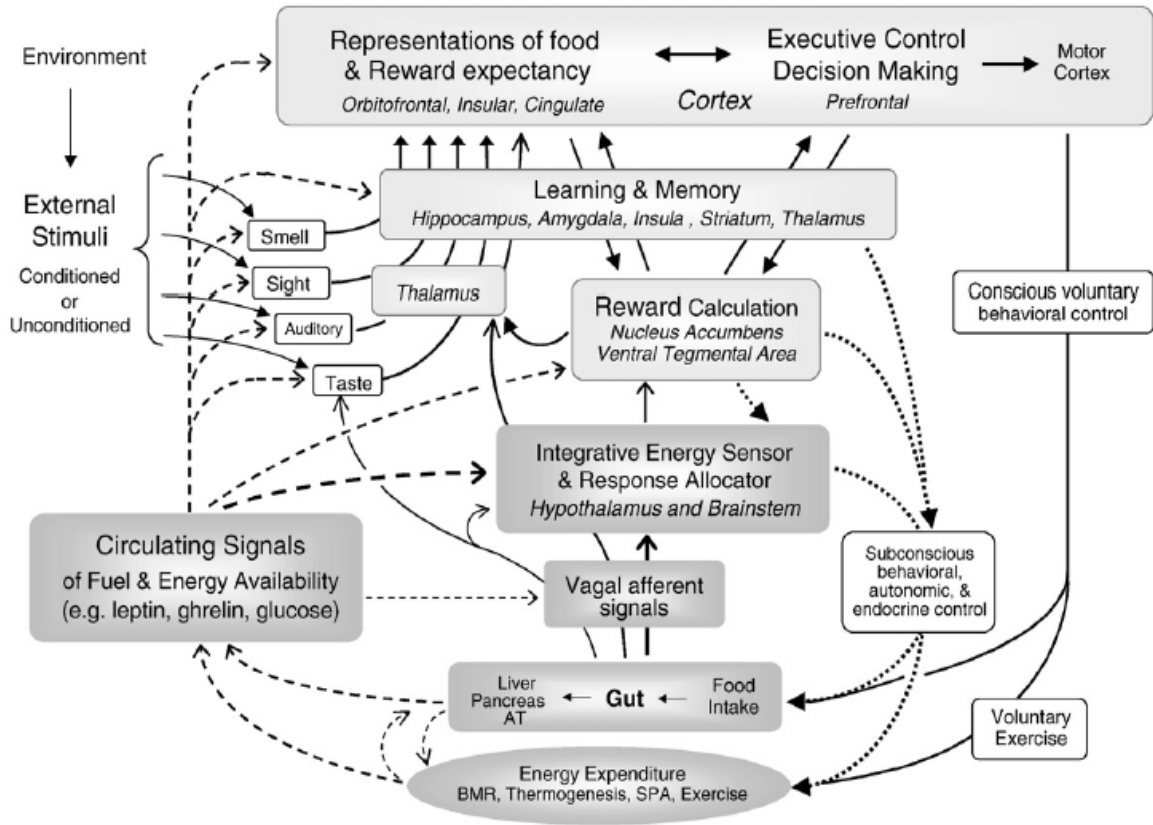 Environment
External
Stimuli
Conditioned
or
Unconditioned
Representations of food
& Reward expectancy
Orbitofrontal, Insular, Cingulate
Cortex
Executive Control
Decision Making
Prefrontal
Motor
Cortex
Learning & Memory
Hippocampus, Amygdala, Insula , Striatum, Thalamus
Smell
Sight
Auditory
Taste
Thalamus
Reward Calculation
Nucleus Accumbens
Ventral Tegmental Area
Conscious voluntary
behavioral control
Integrative Energy Sensor
& Response Allocator
Hypothalamus and Brainstem
Circulating Signals
of Fuel & Energy Availability
(e.g. leptin, ghrelin, glucose)
Vagal afferent
signals
Subconscious
behavioral,
autonomic, &
endocrine control
Liver
Pancreas
AT
Gut
Food
Intake
Voluntary
Exercise
Energy Expenditure
BMR, Thermogenesis, SPA, Exercise